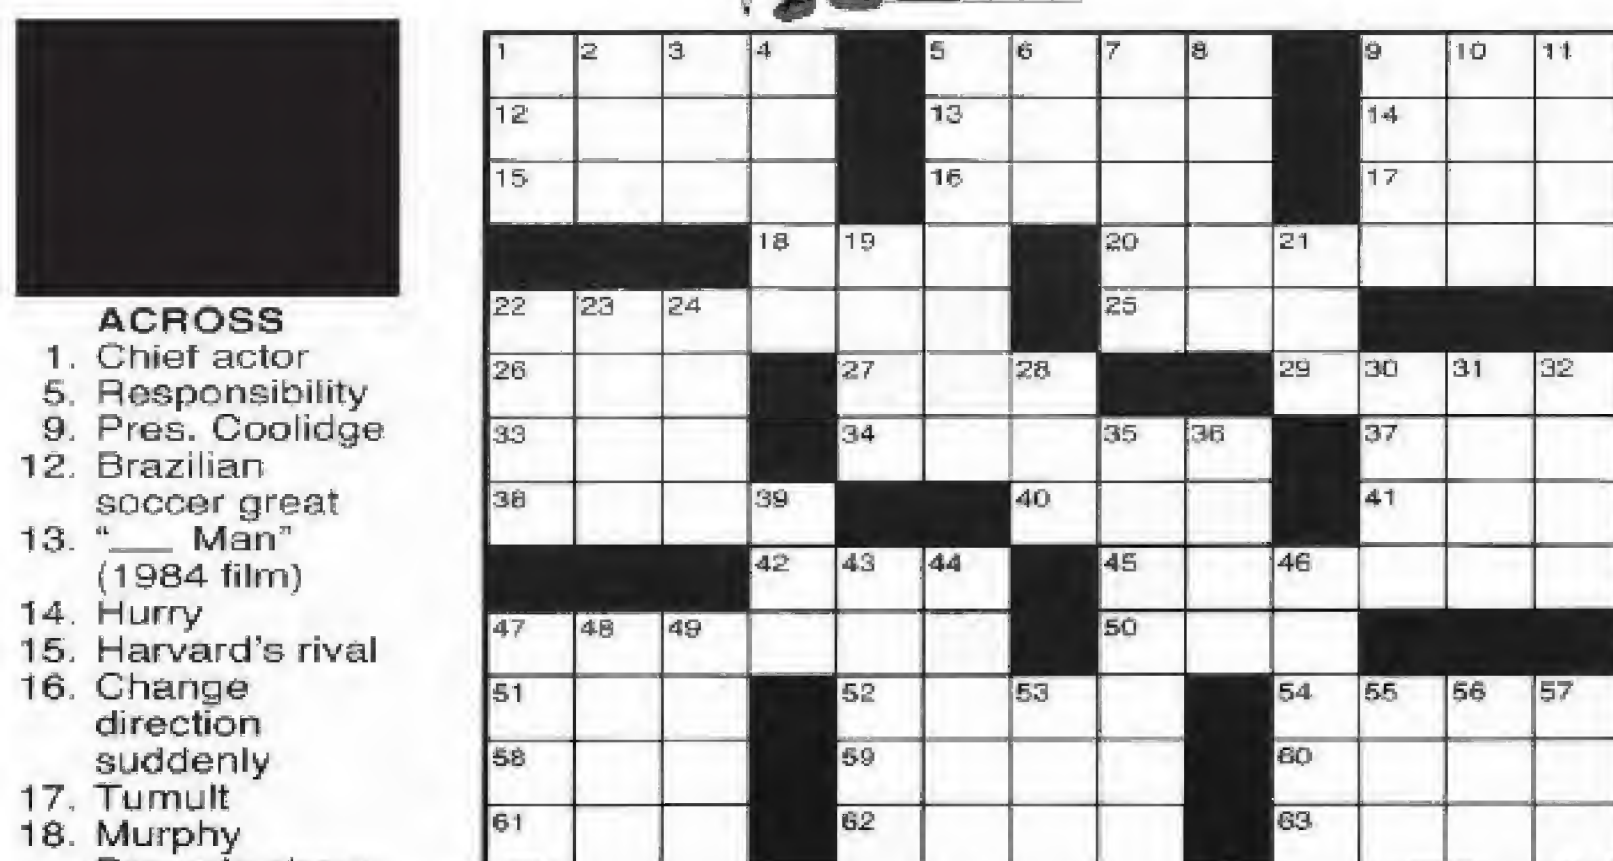 ACROSS
1. Chief actor
5. Responsibility
9. Pres. Coolidge
12. Brazilian
soccer great
13. “___ Man”
(1984 film)
14. Hurry
15. Harvard's rival
16. Change
direction
suddenly
17. Tumult
18. Murphy
1 2 3 4 5 6 7 8 9 10 11
12 13 14
15 16 17
18 19 20 21
22 23 24 25
26 27 28 29 30 31 32
33 34 35 36 37
38 39 40 41
42 43 44 45 46
47 48 49 50
51 52 53 54 55 56 57
58 59 60
61 62 63